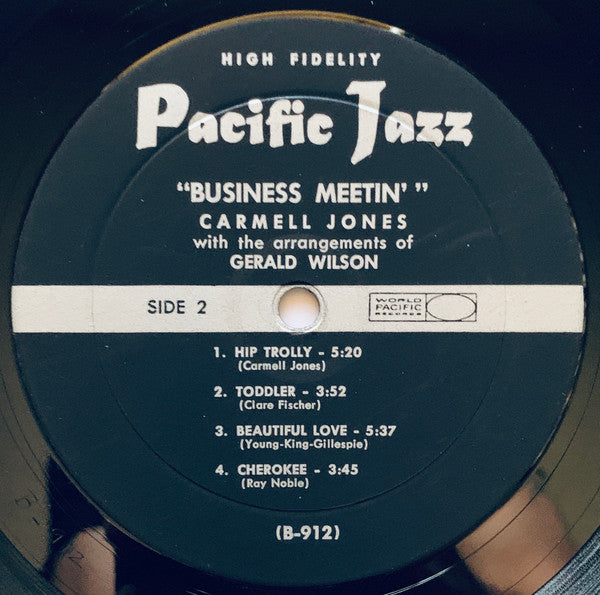 HIGH FIDELITY
Pacific Jazz
"BUSINESS MEETIN'"
CARMELL JONES
with the arrangements of
GERALD WILSON
SIDE 2
WORLD
PACIFIC
RECORDS
1. HIP TROLLY - 5:20
(Carmell Jones)
2. TODDLER - 3:52
(Clare Fischer)
3. BEAUTIFUL LOVE - 5:37
(Young-King-Gillespie)
4. CHEROKEE - 3:45
(Ray Noble)
(B-912)